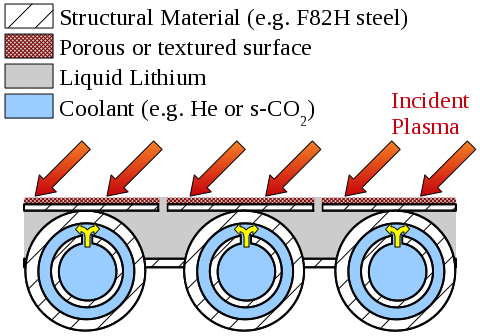 Structural Material (e.g. F82H steel)
Porous or textured surface
Liquid Lithium
Coolant (e.g. He or s-CO2)
Incident
Plasma